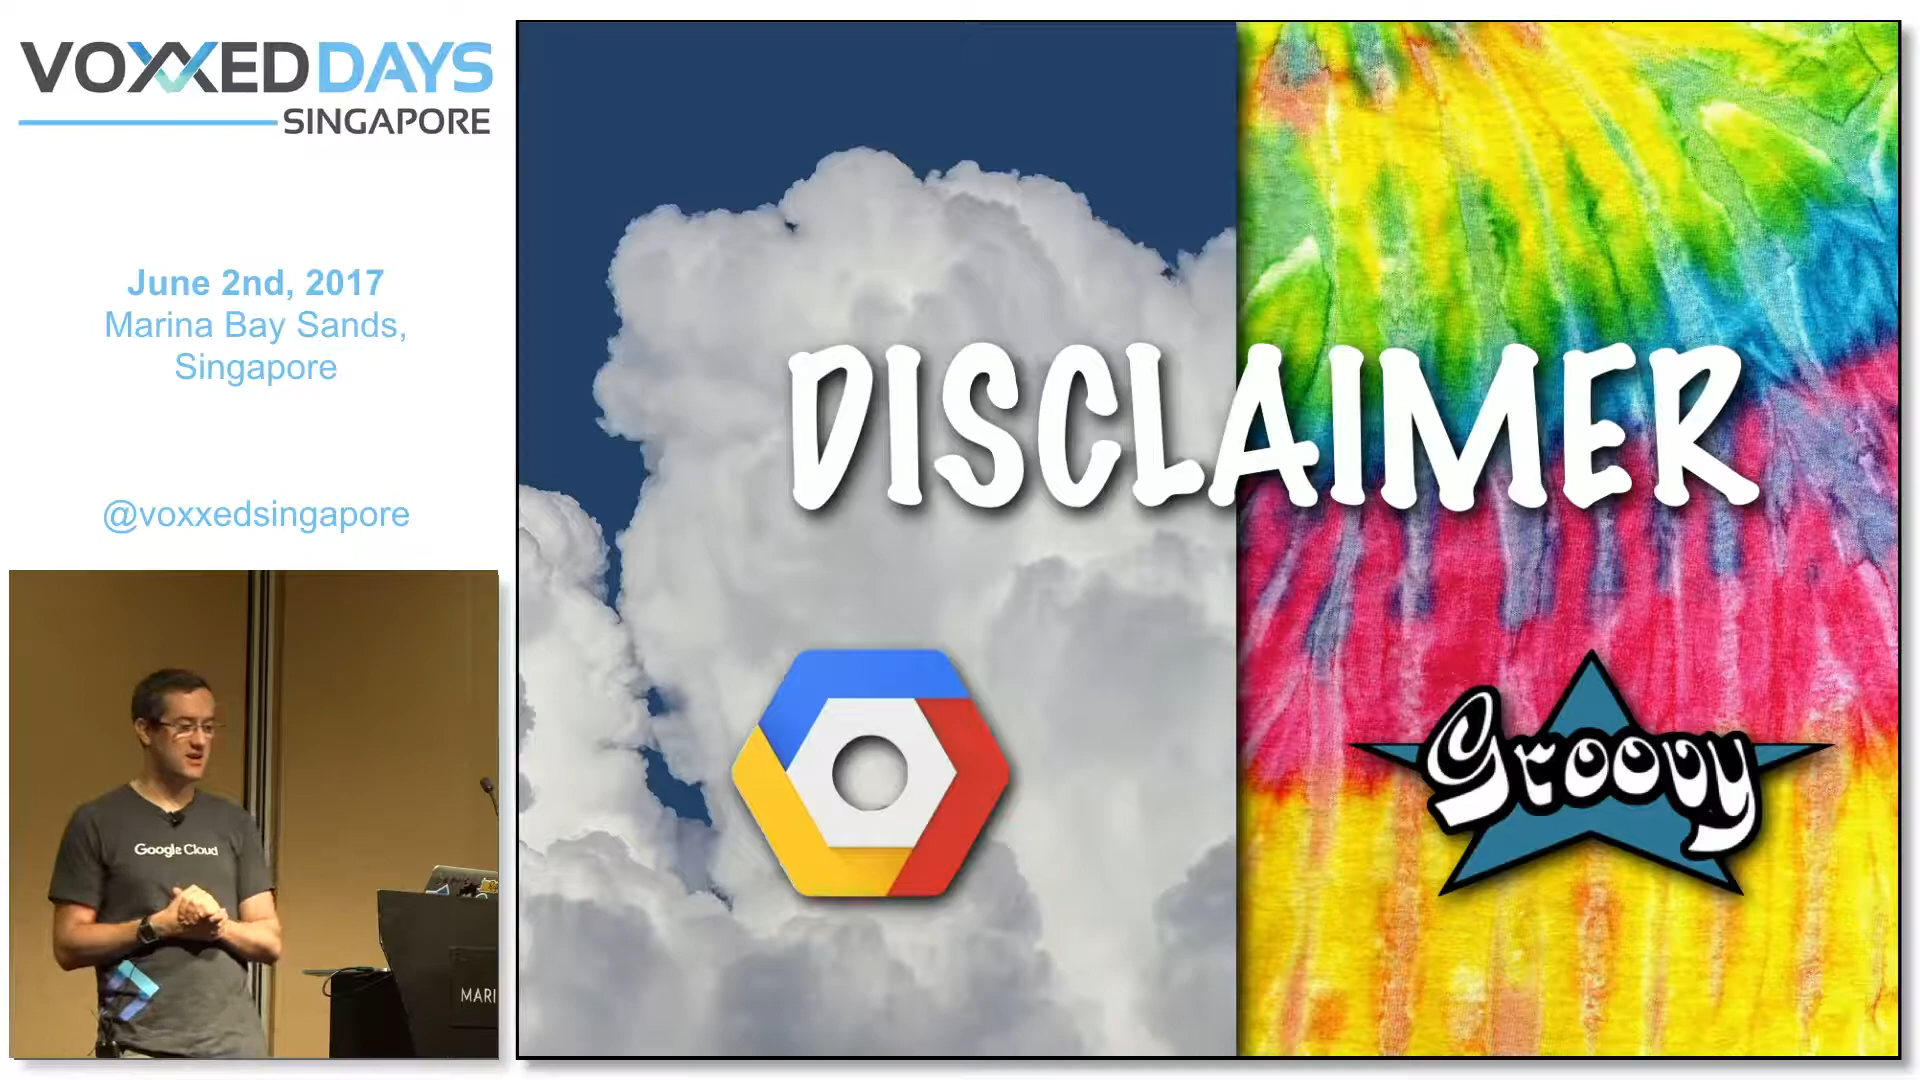 VOXXEDDAYS
SINGAPORE
June 2nd, 2017
Marina Bay Sands,
Singapore
@voxxedsingapore
DISCLAIMER
Groovy
Google Cloud
MARI